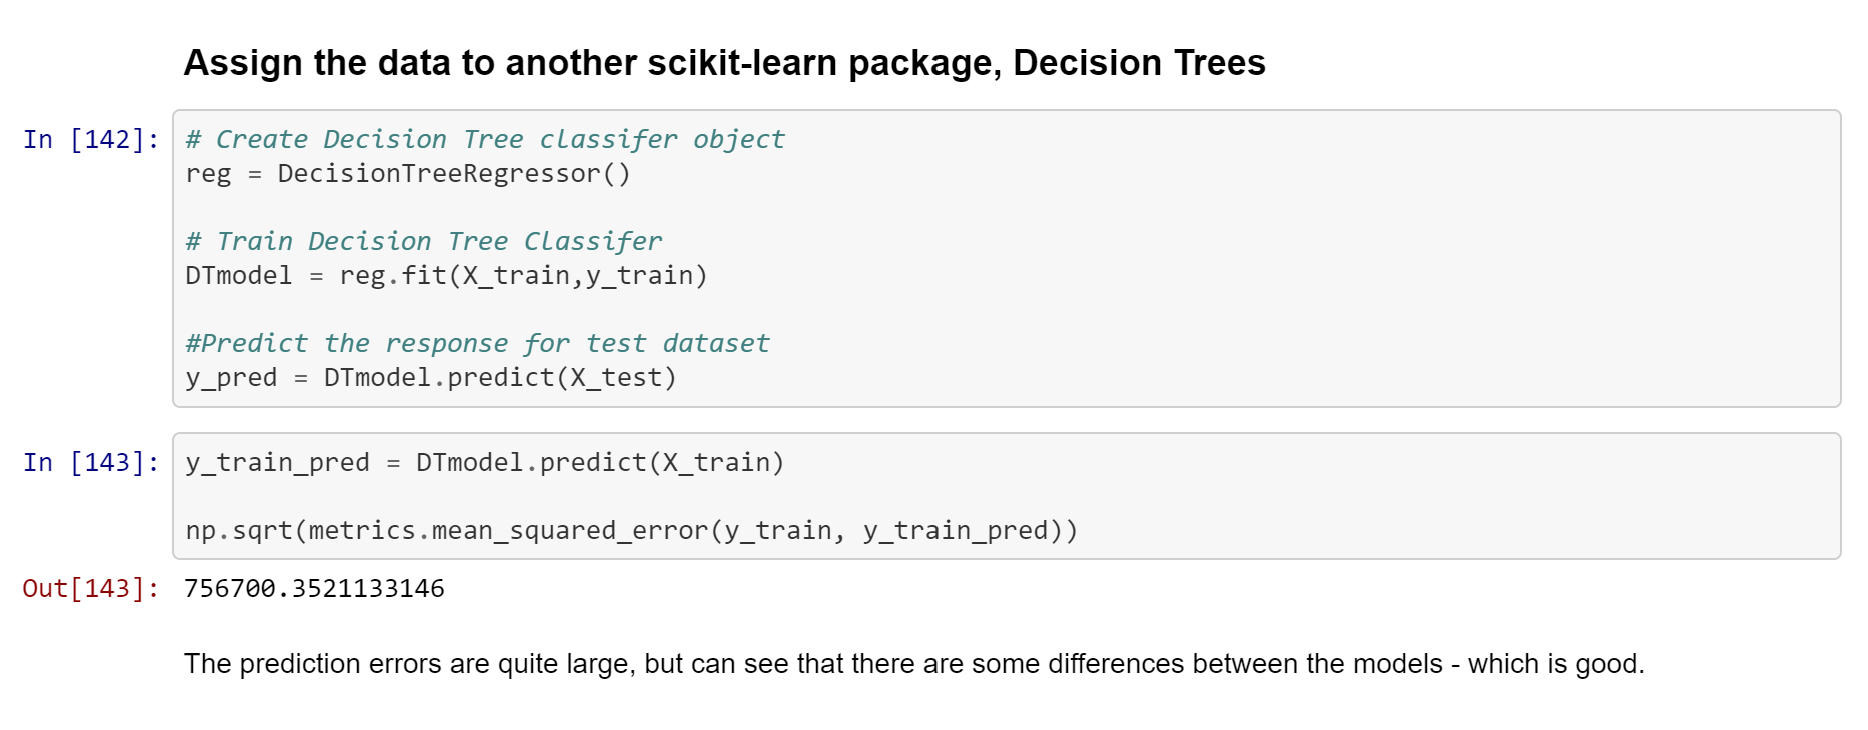 Assign the data to another scikit-learn package, Decision Trees
In [142]:
# Create Decision Tree classifer object
reg = DecisionTreeRegressor()
# Train Decision Tree Classifer
DTmodel = reg.fit(X_train,y_train)
#Predict the response for test dataset
y_pred = DTmodel.predict(X_test)
In [143]:
y_train_pred = DTmodel.predict(X_train)
np.sqrt(metrics.mean_squared_error(y_train, y_train_pred))
Out[143]:
756700.3521133146
The prediction errors are quite large, but can see that there are some differences between the models - which is good.